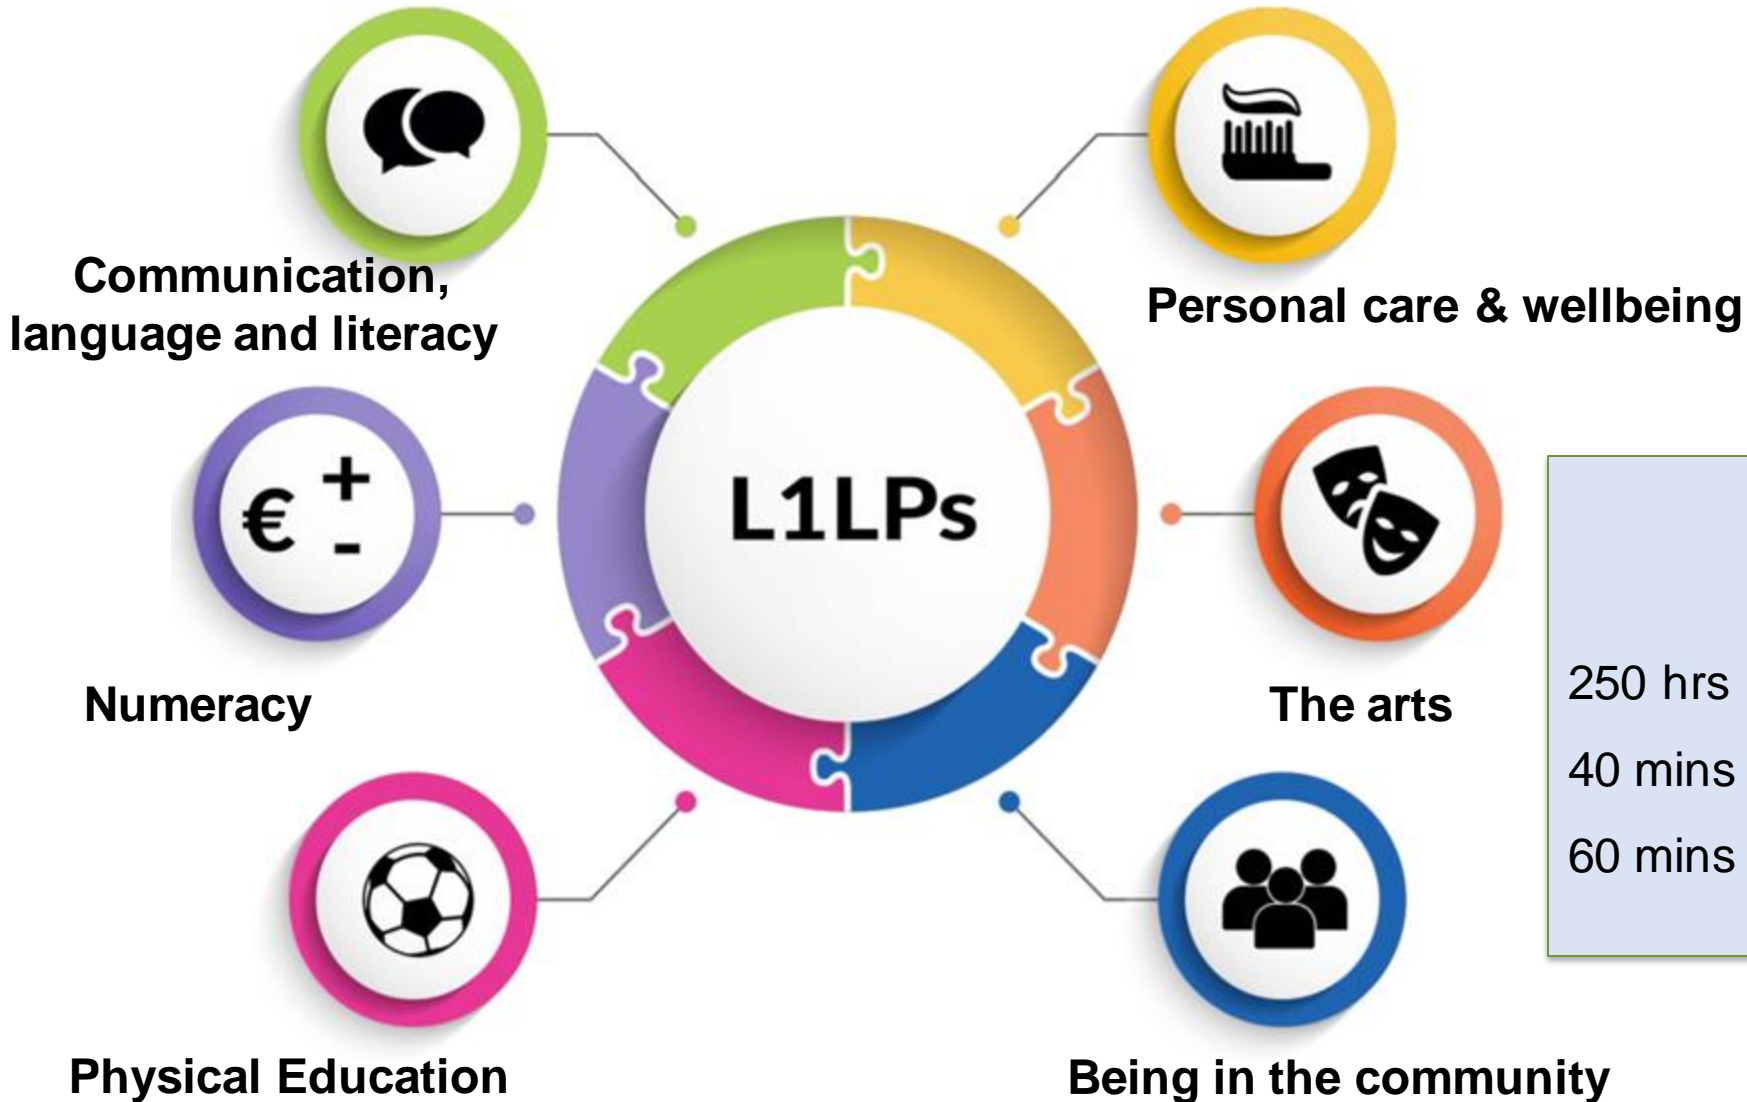 Communication,
language and literacy
Personal care & wellbeing
€ + -
L1LPs
Numeracy
The arts
250 hrs
40 mins
60 mins
Physical Education
Being in the community